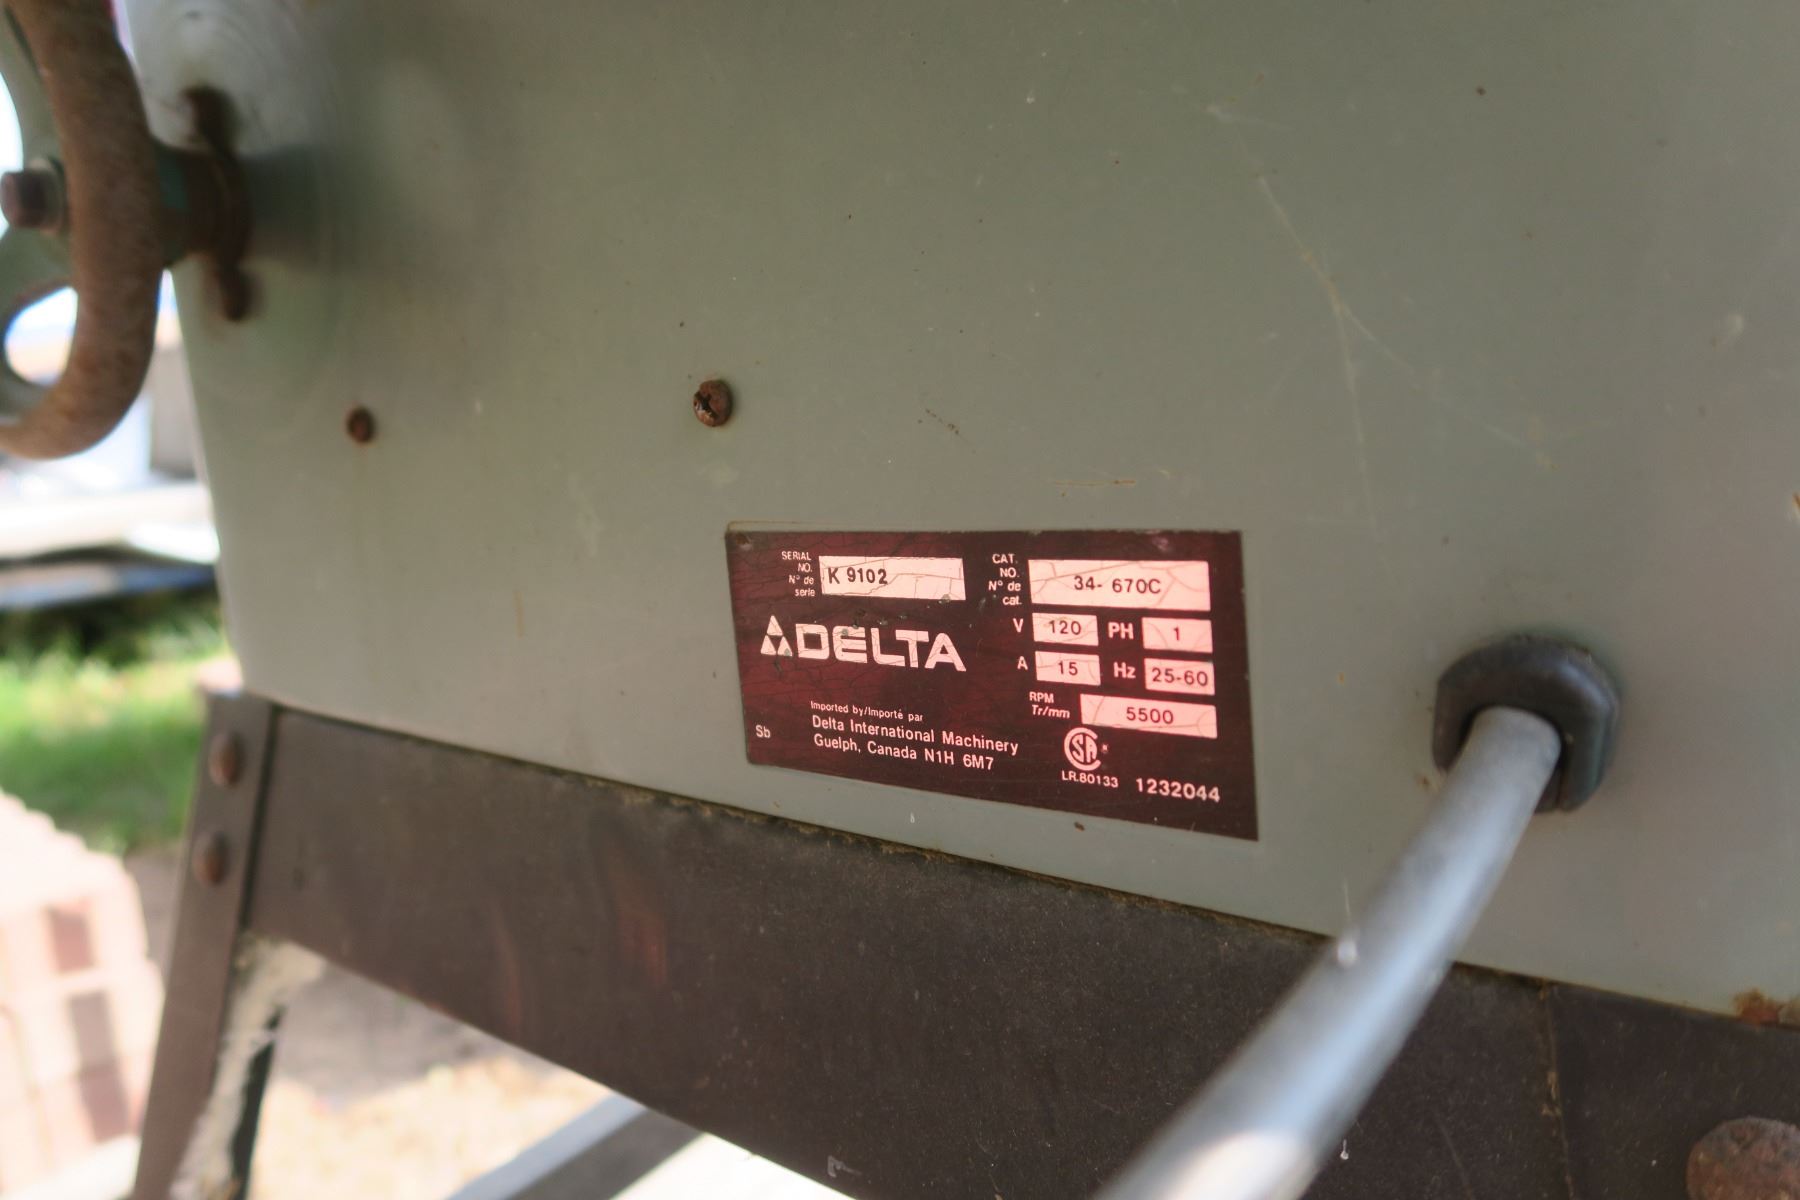 SERIAL
NO.
N° de
serie
K 9102
CAT.
NO.
N° de
cat.
34- 670C
DELTA
V 120 PH 1
A 15 Hz 25-60
RPM
Tr/mm
5500
Imported by/Importé par
Delta International Machinery
Guelph, Canada N1H 6M7
Sb
SA
LR.80133 1232044